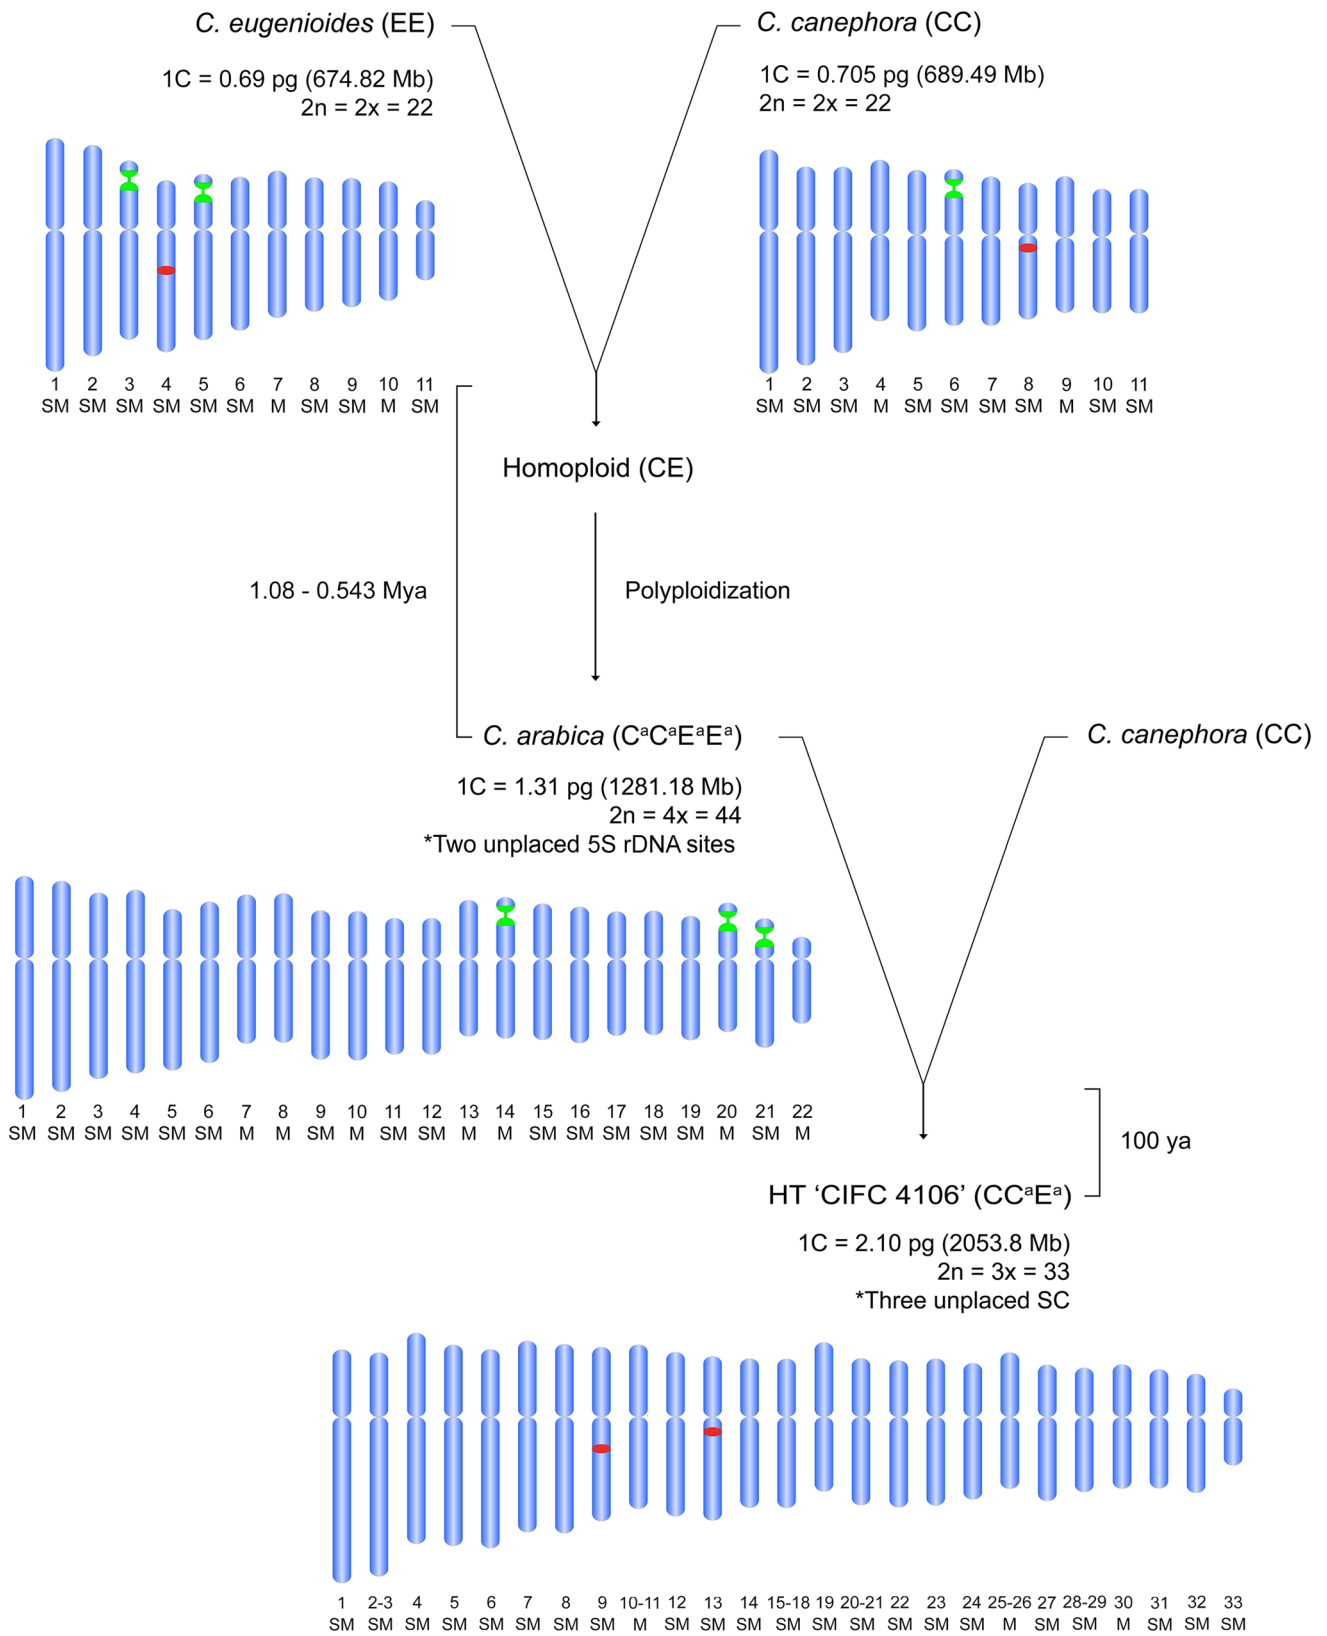 C. eugenioides (EE)
1C = 0.69 pg (674.82 Mb)
2n = 2x = 22
C. canephora (CC)
1C = 0.705 pg (689.49 Mb)
2n = 2x = 22
1 2 3 4 5 6 7 8 9 10 11
SM SM SM SM SM SM M SM SM M SM
1 2 3 4 5 6 7 8 9 10 11
SM SM SM M SM SM SM SM M SM SM
Homoploid (CE)
1.08 - 0.543 Mya
Polyploidization
C. arabica (CᵃCᵃEᵃEᵃ)
1C = 1.31 pg (1281.18 Mb)
2n = 4x = 44
*Two unplaced 5S rDNA sites
C. canephora (CC)
1 2 3 4 5 6 7 8 9 10 11 12 13 14 15 16 17 18 19 20 21 22
SM SM SM SM SM SM M M SM M SM SM M M SM SM SM SM SM M SM M
100 ya
HT ‘CIFC 4106’ (CCᵃEᵃ)
1C = 2.10 pg (2053.8 Mb)
2n = 3x = 33
*Three unplaced SC
1 2-3 4 5 6 7 8 9 10-11 12 13 14 15-18 19 20-21 22 23 24 25-26 27 28-29 30 31 32 33
SM SM SM SM SM SM SM SM M SM SM SM SM SM SM SM SM SM M SM SM M SM SM SM